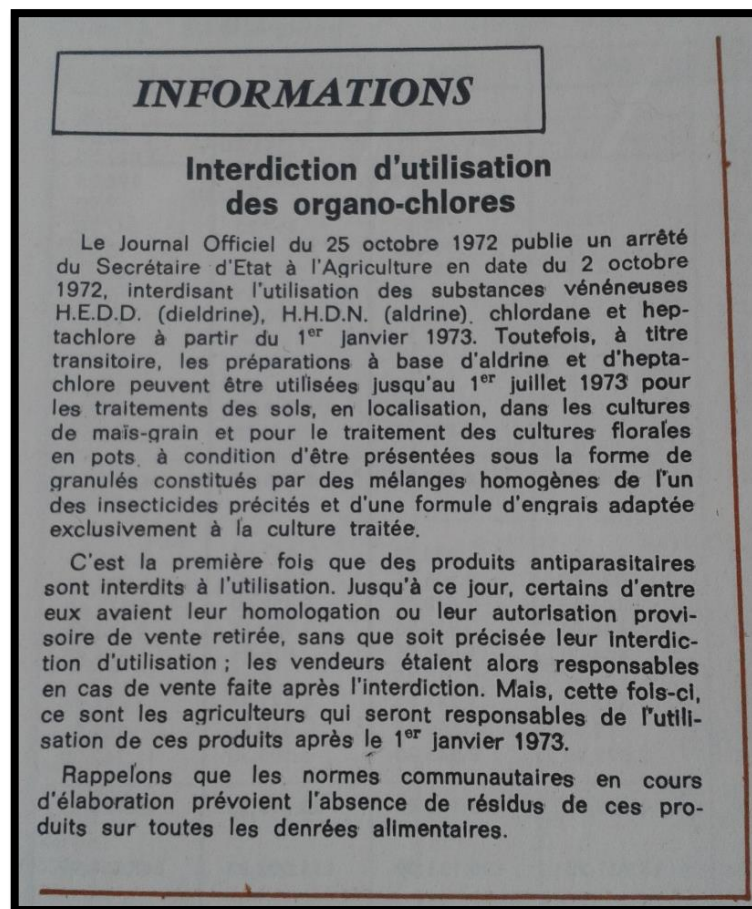 INFORMATIONS
Interdiction d'utilisation
des organo-chlores
Le Journal Officiel du 25 octobre 1972 publie un arrêté
du Secrétaire d'Etat à l'Agriculture en date du 2 octobre
1972, interdisant l'utilisation des substances vénéneuses
H.E.D.D. (dieldrine), H.H.D.N. (aldrine), chlordane et hep-
tachlore à partir du 1er janvier 1973. Toutefois, à titre
transitoire, les préparations à base d'aldrine et d'hepta-
chlore peuvent être utilisées jusqu'au 1er juillet 1973 pour
les traitements des sols, en localisation, dans les cultures
de maïs-grain et pour le traitement des cultures florales
en pots, à condition d'être présentées sous la forme de
granulés constitués par des mélanges homogènes de l'un
des insecticides précités et d'une formule d'engrais adaptée
exclusivement à la culture traitée.
C'est la première fois que des produits antiparasitaires
sont interdits à l'utilisation. Jusqu'à ce jour, certains d'entre
eux avaient leur homologation ou leur autorisation provi-
soire de vente retirée, sans que soit précisée leur interdic-
tion d'utilisation ; les vendeurs étaient alors responsables
en cas de vente faite après l'interdiction. Mais, cette fois-ci,
ce sont les agriculteurs qui seront responsables de l'utili-
sation de ces produits après le 1er janvier 1973.
Rappelons que les normes communautaires en cours
d'élaboration prévoient l'absence de résidus de ces pro-
duits sur toutes les denrées alimentaires.